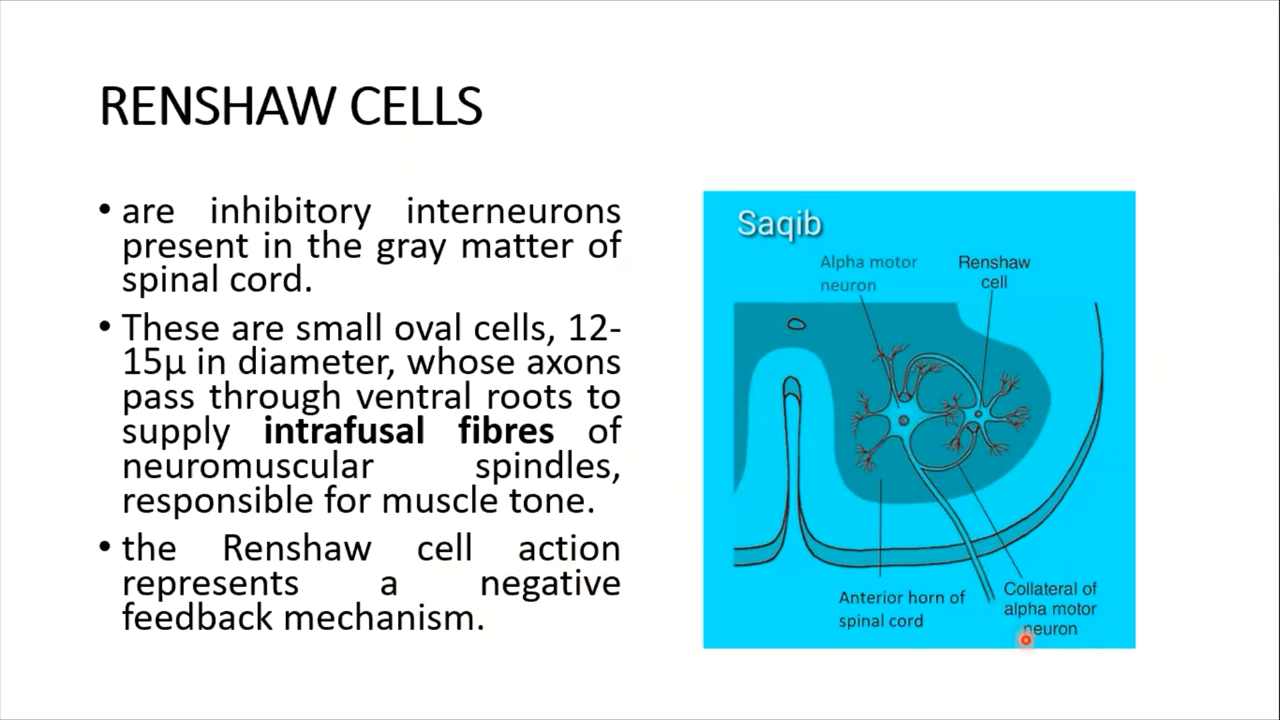 RENSHAW CELLS
• are inhibitory interneurons
present in the gray matter of
spinal cord.
• These are small oval cells, 12-
15µ in diameter, whose axons
pass through ventral roots to
supply intrafusal fibres of
neuromuscular spindles,
responsible for muscle tone.
• the Renshaw cell action
represents a negative
feedback mechanism.
Saqib
Alpha motor
neuron
Renshaw
cell
Anterior horn of
spinal cord
Collateral of
alpha motor
neuron